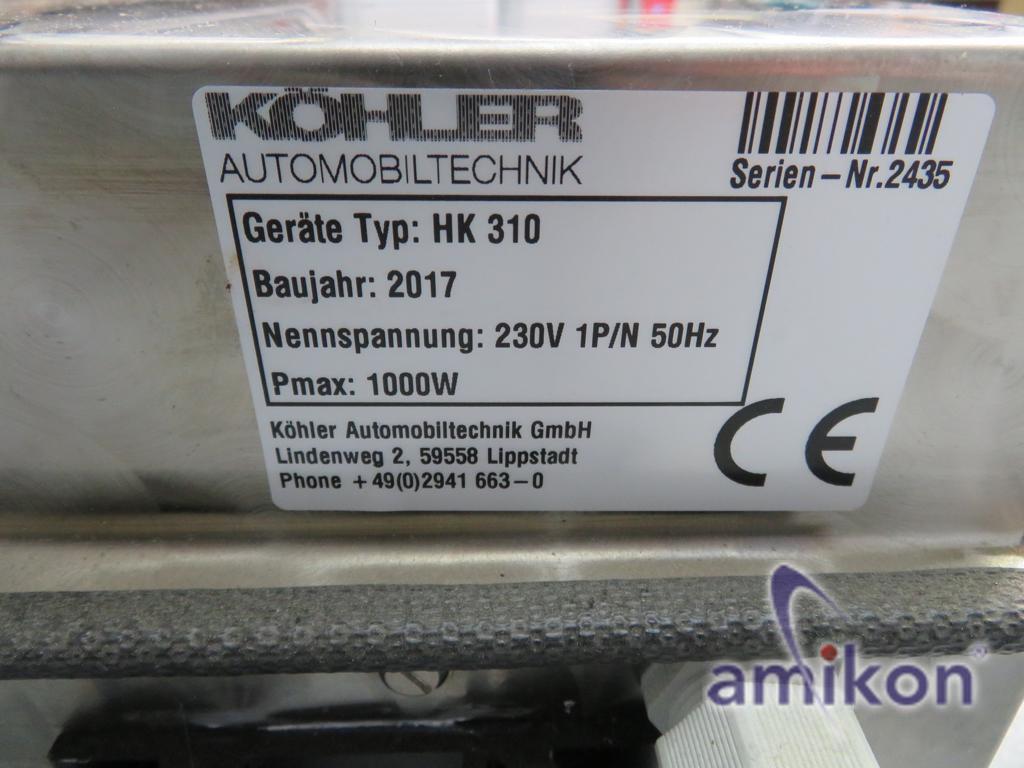 KÖHLER
AUTOMOBILTECHNIK
Serien-Nr.2435
Geräte Typ: HK 310
Baujahr: 2017
Nennspannung: 230V 1P/N 50Hz
Pmax: 1000W
Köhler Automobiltechnik GmbH
Lindenweg 2, 59558 Lippstadt
Phone +49(0)2941 663-0
CE
amikon®